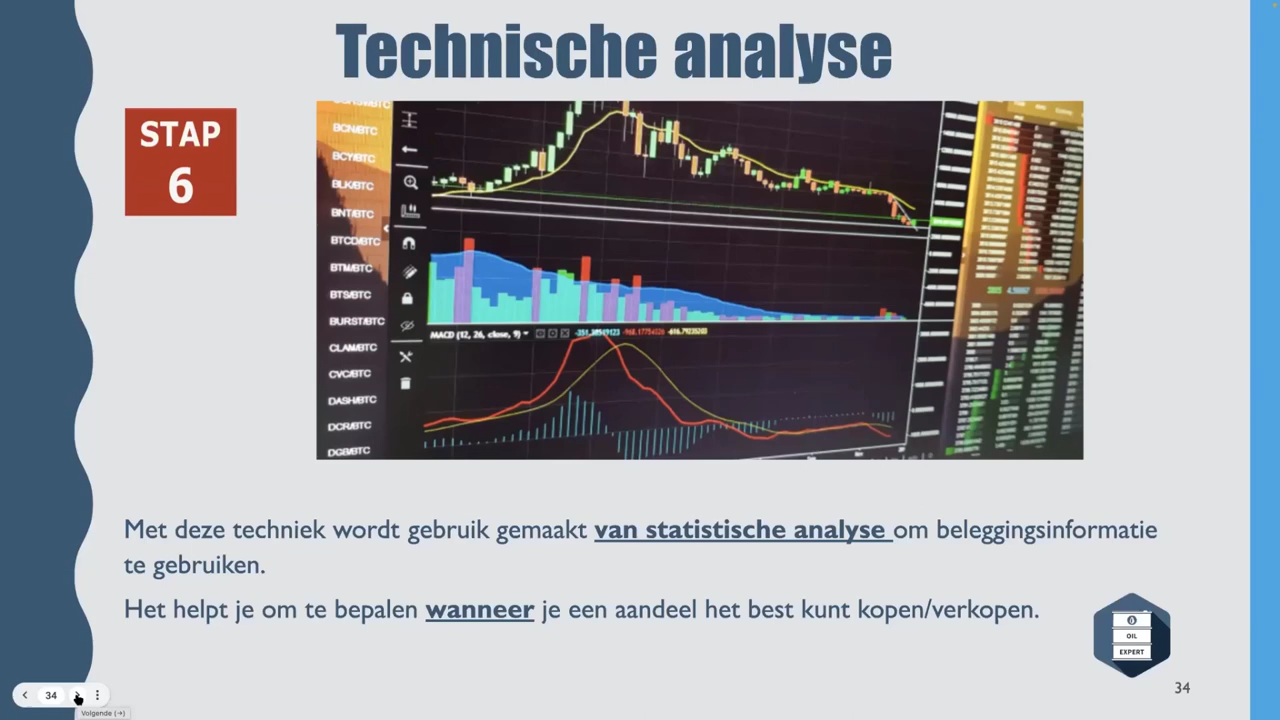 Technische analyse
STAP
6
BCN/BTC
BCY/BTC
BLK/BTC
BNT/BTC
BTCD/BTC
BTM/BTC
BTS/BTC
BURST/BTC
CLAM/BTC
CVC/BTC
DASH/BTC
DCR/BTC
DGB/BTC
MACD (12, 26, close, 9)
Met deze techniek wordt gebruik gemaakt van statistische analyse om beleggingsinformatie
te gebruiken.
Het helpt je om te bepalen wanneer je een aandeel het best kunt kopen/verkopen.
OIL
EXPERT
34
34
Volgende (→)